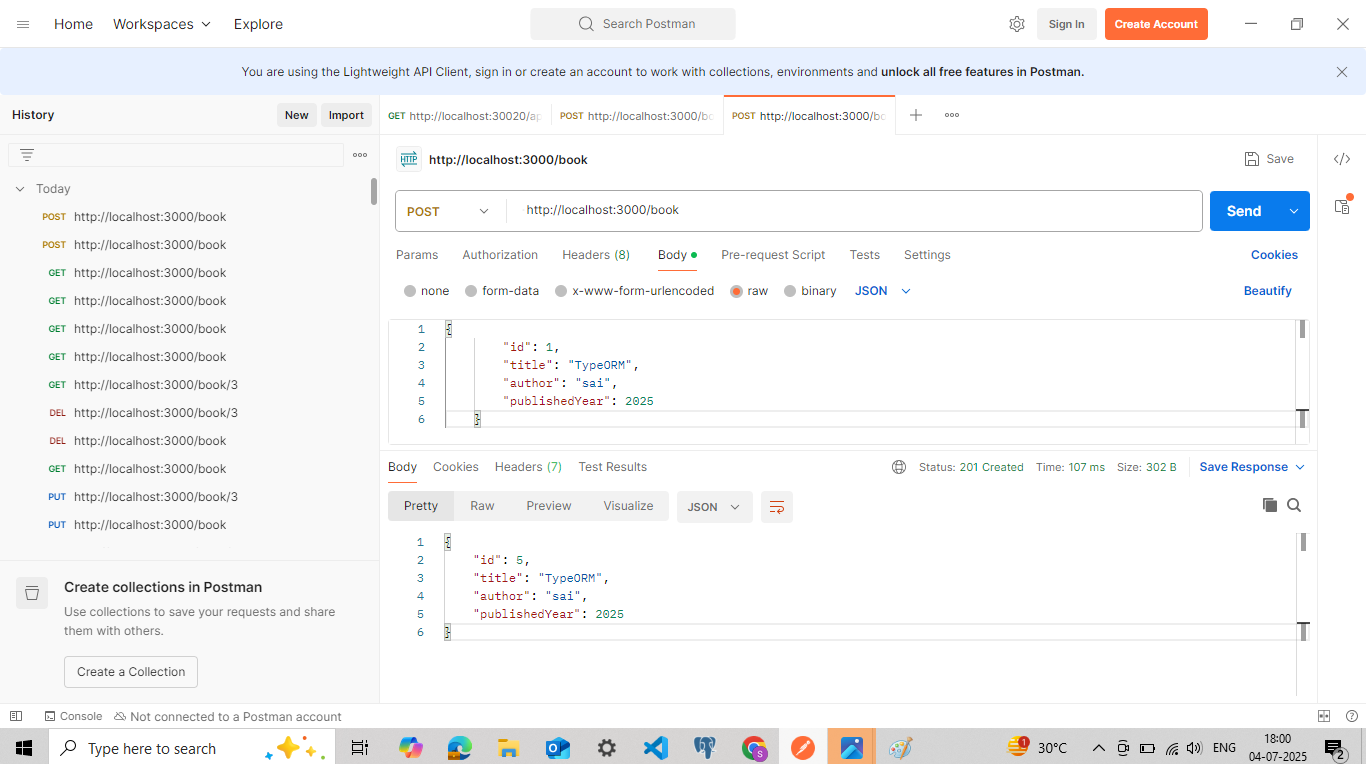 Home Workspaces Explore Search Postman Sign In Create Account
You are using the Lightweight API Client, sign in or create an account to work with collections, environments and unlock all free features in Postman.
History New Import
GET http://localhost:30020/ap POST http://localhost:3000/bo POST http://localhost:3000/bo
HTTP http://localhost:3000/book Save
Today
POST http://localhost:3000/book
POST http://localhost:3000/book
GET http://localhost:3000/book
GET http://localhost:3000/book
GET http://localhost:3000/book
GET http://localhost:3000/book
GET http://localhost:3000/book/3
DEL http://localhost:3000/book/3
DEL http://localhost:3000/book
GET http://localhost:3000/book
PUT http://localhost:3000/book/3
PUT http://localhost:3000/book
Create collections in Postman
Use collections to save your requests and share
them with others.
Create a Collection
POST http://localhost:3000/book Send
Params Authorization Headers (8) Body Pre-request Script Tests Settings Cookies
none form-data x-www-form-urlencoded raw binary JSON Beautify
1 {
2 "id": 1,
3 "title": "TypeORM",
4 "author": "sai",
5 "publishedYear": 2025
6 }
Body Cookies Headers (7) Test Results Status: 201 Created Time: 107 ms Size: 302 B Save Response
Pretty Raw Preview Visualize JSON
1 {
2 "id": 5,
3 "title": "TypeORM",
4 "author": "sai",
5 "publishedYear": 2025
6 }
Console Not connected to a Postman account
Type here to search S 1 30°C ENG 18:00
04-07-2025 2